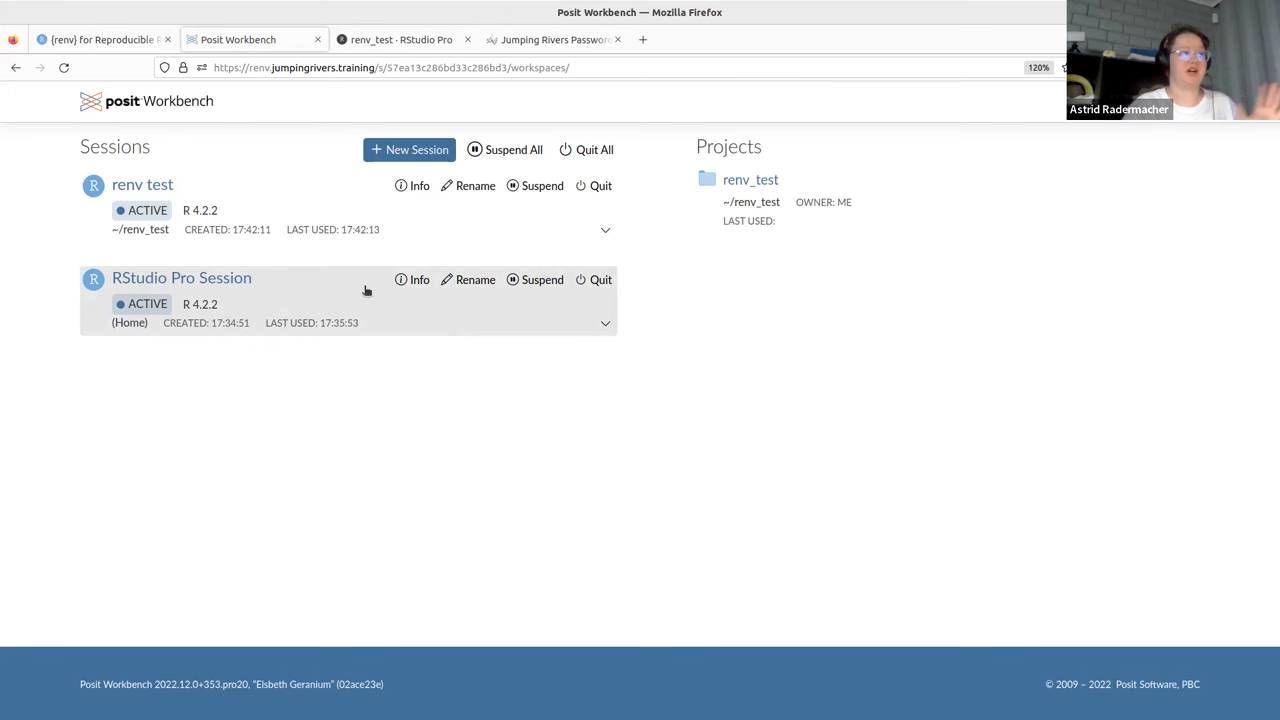 Posit Workbench — Mozilla Firefox
{renv} for Reproducible R
Posit Workbench
renv_test · RStudio Pro
Jumping Rivers Password
https://renv.jumpingrivers.training/s/57ea13c286bd33c286bd3/workspaces/
120%
Astrid Radermacher
posit Workbench
Sessions
+ New Session
Suspend All
Quit All
Projects
R
renv test
Info
Rename
Suspend
Quit
ACTIVE
R 4.2.2
~/renv_test
CREATED: 17:42:11
LAST USED: 17:42:13
renv_test
~/renv_test
OWNER: ME
LAST USED:
R
RStudio Pro Session
Info
Rename
Suspend
Quit
ACTIVE
R 4.2.2
(Home)
CREATED: 17:34:51
LAST USED: 17:35:53
Posit Workbench 2022.12.0+353.pro20, "Elsbeth Geranium" (02ace23e)
© 2009 – 2022 Posit Software, PBC